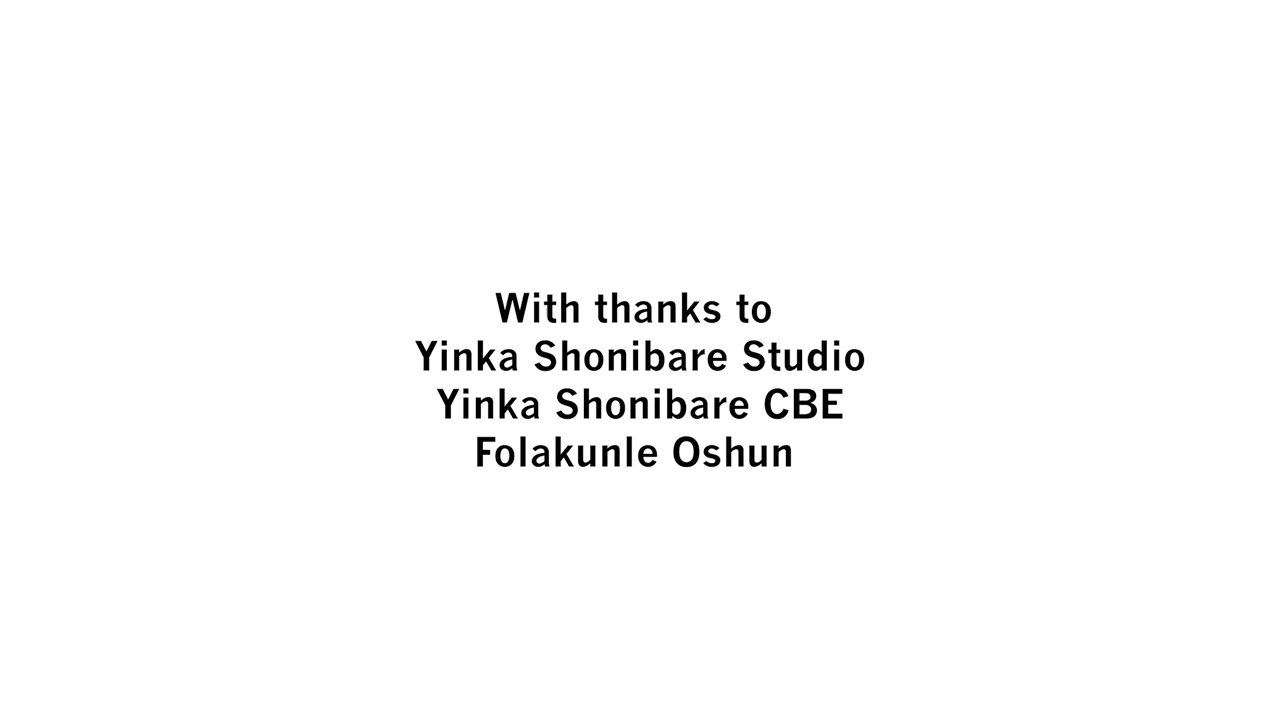 With thanks to
Yinka Shonibare Studio
Yinka Shonibare CBE
Folakunle Oshun